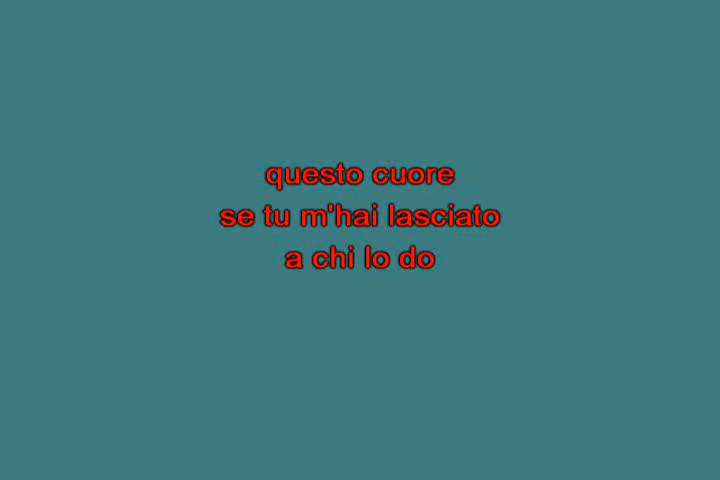 questo cuore
se tu m'hai lasciato
a chi lo do